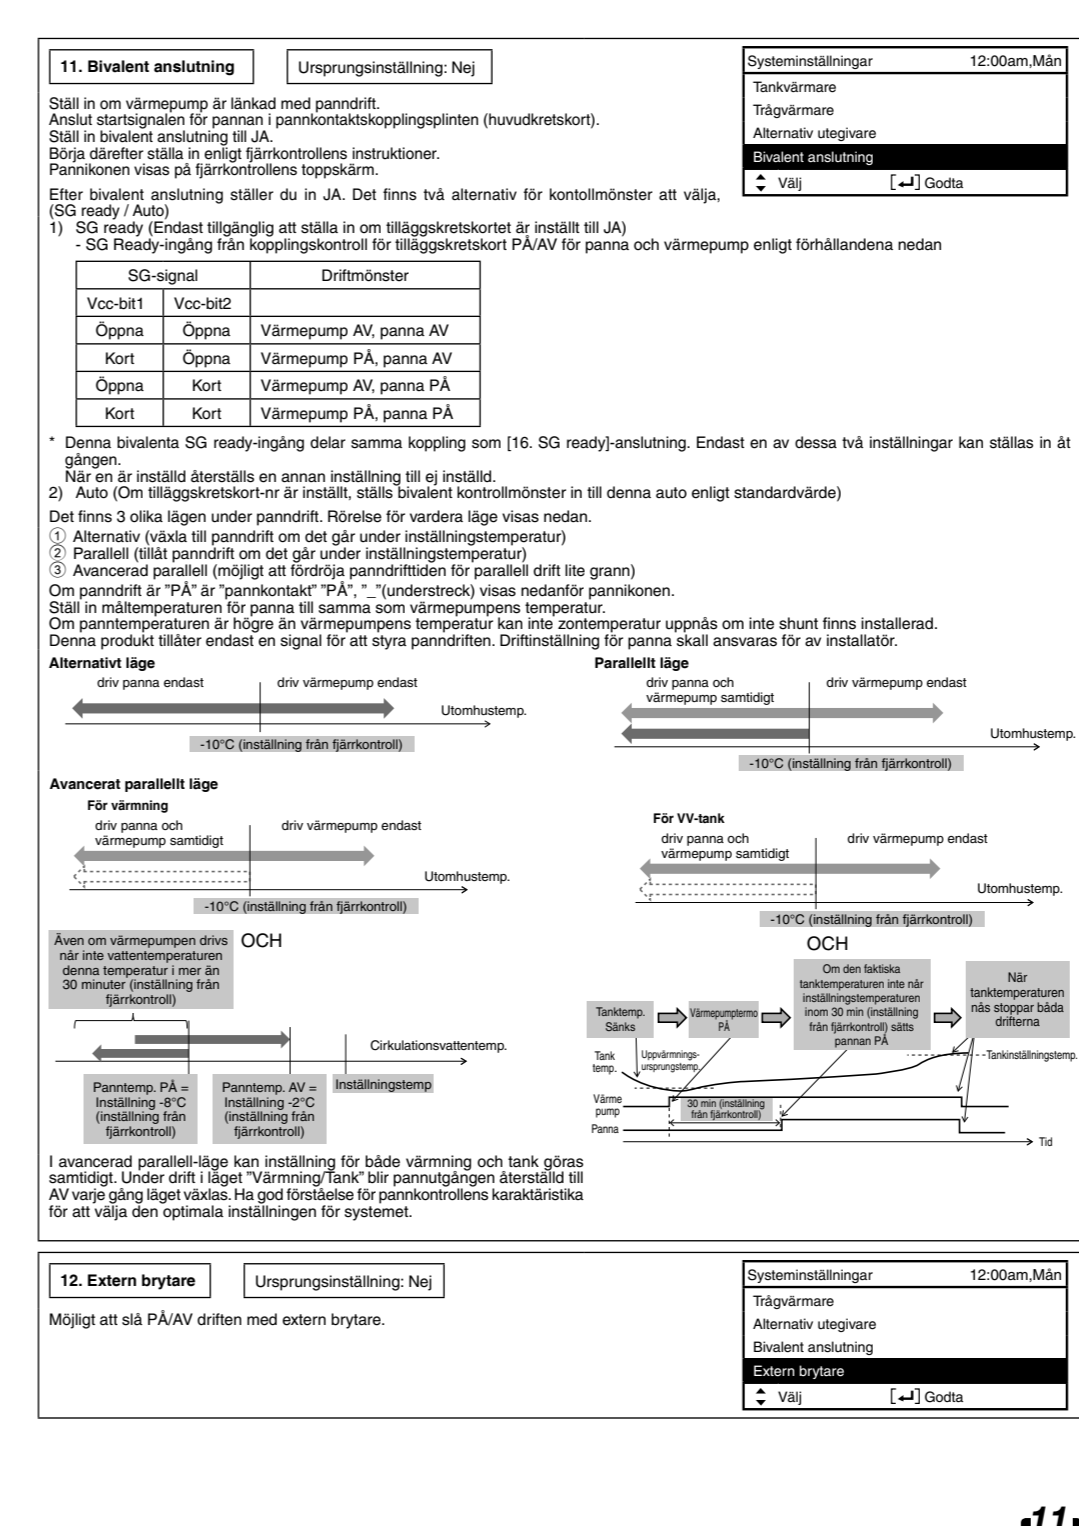 11. Bivalent anslutning
Ursprungsinställning: Nej
Systeminställningar 12:00am,Mån
Tankvärmare
Trågvärmare
Alternativ utegivare
Bivalent anslutning
Välj [↵] Godta
Ställ in om värmepump är länkad med panndrift.
Anslut startsignalen för pannan i pannkontaktskopplingsplinten (huvudkretskort).
Ställ in bivalent anslutning till JA.
Börja därefter ställa in enligt fjärrkontrollens instruktioner.
Pannikonen visas på fjärrkontrollens toppskärm.
Efter bivalent anslutning ställer du in JA. Det finns två alternativ för kontollmönster att välja,
(SG ready / Auto)
1) SG ready (Endast tillgänglig att ställa in om tilläggskretskortet är inställt till JA)
- SG Ready-ingång från kopplingskontroll för tilläggskretskort PÅ/AV för panna och värmepump enligt förhållandena nedan
SG-signal Driftmönster
Vcc-bit1 Vcc-bit2
Öppna Öppna Värmepump AV, panna AV
Kort Öppna Värmepump PÅ, panna AV
Öppna Kort Värmepump AV, panna PÅ
Kort Kort Värmepump PÅ, panna PÅ
* Denna bivalenta SG ready-ingång delar samma koppling som [16. SG ready]-anslutning. Endast en av dessa två inställningar kan ställas in åt
gången.
När en är inställd återställs en annan inställning till ej inställd.
2) Auto (Om tilläggskretskort-nr är inställt, ställs bivalent kontrollmönster in till denna auto enligt standardvärde)
Det finns 3 olika lägen under panndrift. Rörelse för vardera läge visas nedan.
① Alternativ (växla till panndrift om det går under inställningstemperatur)
② Parallell (tillåt panndrift om det går under inställningstemperatur)
③ Avancerad parallell (möjligt att fördröja panndrifttiden för parallell drift lite grann)
Om panndrift är ”PÅ” är ”pannkontakt” ”PÅ”, ”_”(understreck) visas nedanför pannikonen.
Ställ in måltemperaturen för panna till samma som värmepumpens temperatur.
Om panntemperaturen är högre än värmepumpens temperatur kan inte zontemperatur uppnås om inte shunt finns installerad.
Denna produkt tillåter endast en signal för att styra panndriften. Driftinställning för panna skall ansvaras för av installatör.
Alternativt läge
driv panna endast driv värmepump endast
Utomhustemp.
-10°C (inställning från fjärrkontroll)
Parallellt läge
driv panna och
värmepump samtidigt
driv värmepump endast
Utomhustemp.
-10°C (inställning från fjärrkontroll)
Avancerat parallellt läge
För värmning
driv panna och
värmepump samtidigt
driv värmepump endast
Utomhustemp.
-10°C (inställning från fjärrkontroll)
Även om värmepumpen drivs
når inte vattentemperaturen
denna temperatur i mer än
30 minuter (inställning från
fjärrkontroll)
OCH
Cirkulationsvattentemp.
Panntemp. PÅ =
Inställning -8°C
(inställning från
fjärrkontroll)
Panntemp. AV =
Inställning -2°C
(inställning från
fjärrkontroll)
Inställningstemp
För VV-tank
driv panna och
värmepump samtidigt
driv värmepump endast
Utomhustemp.
-10°C (inställning från fjärrkontroll)
OCH
Tanktemp.
Sänks
Värmepumptermo
PÅ
Om den faktiska
tanktemperaturen inte når
inställningstemperaturen
inom 30 min (inställning
från fjärrkontroll) sätts
pannan PÅ
När
tanktemperaturen
nås stoppar båda
drifterna
Tank
temp.
Uppvärmnings-
ursprungstemp.
Tankinställningstemp.
Värme
pump
30 min (inställning
från fjärrkontroll)
Panna
Tid
I avancerad parallell-läge kan inställning för både värmning och tank göras
samtidigt. Under drift i läget ”Värmning/Tank” blir pannutgången återställd till
AV varje gång läget växlas. Ha god förståelse för pannkontrollens karaktäristika
för att välja den optimala inställningen för systemet.
12. Extern brytare
Ursprungsinställning: Nej
Möjligt att slå PÅ/AV driften med extern brytare.
Systeminställningar 12:00am,Mån
Trågvärmare
Alternativ utegivare
Bivalent anslutning
Extern brytare
Välj [↵] Godta
11